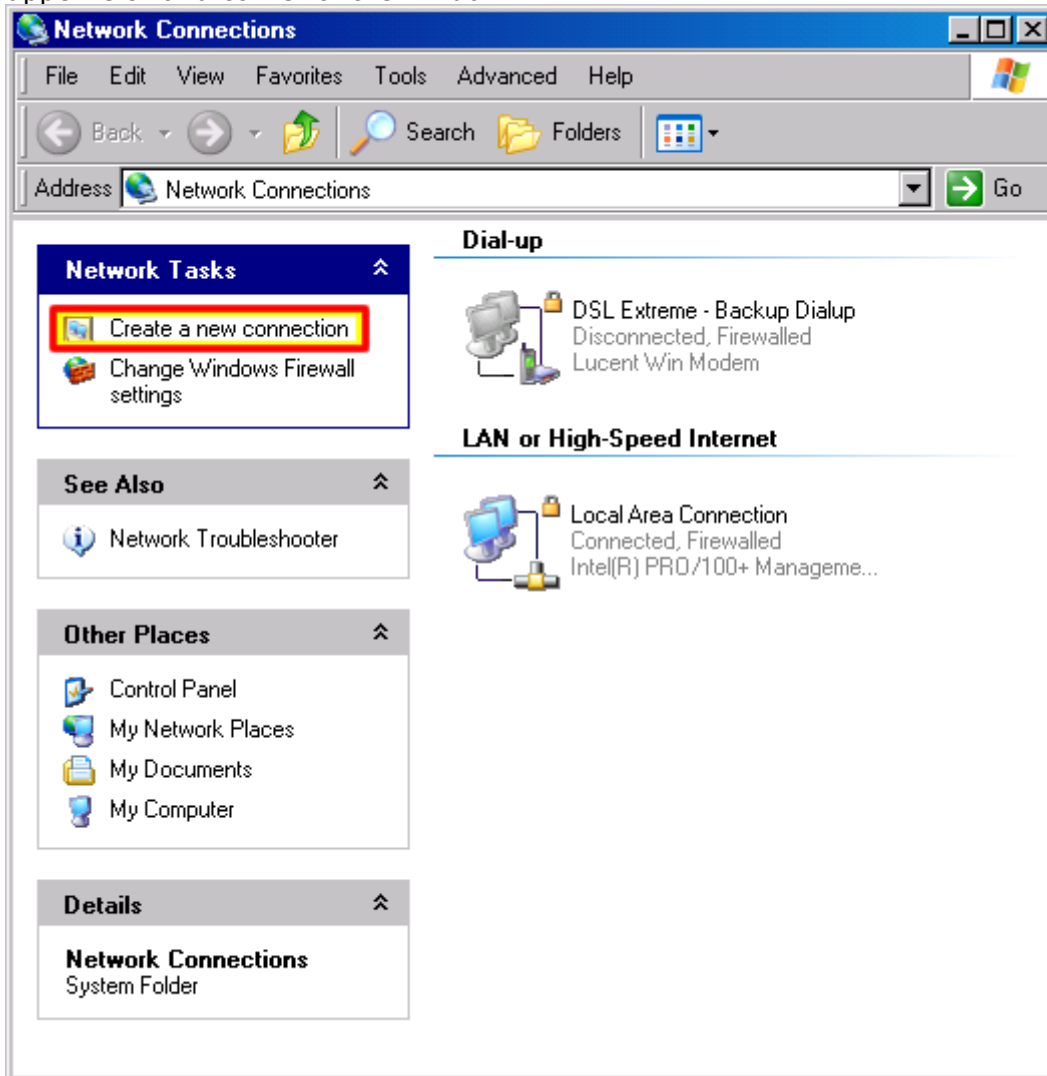 Network Connections
File Edit View Favorites Tools Advanced Help
Back Search Folders
Address Network Connections Go
Network Tasks
Create a new connection
Change Windows Firewall
settings
See Also
Network Troubleshooter
Other Places
Control Panel
My Network Places
My Documents
My Computer
Details
Network Connections
System Folder
Dial-up
DSL Extreme - Backup Dialup
Disconnected, Firewalled
Lucent Win Modem
LAN or High-Speed Internet
Local Area Connection
Connected, Firewalled
Intel(R) PRO/100+ Manageme...